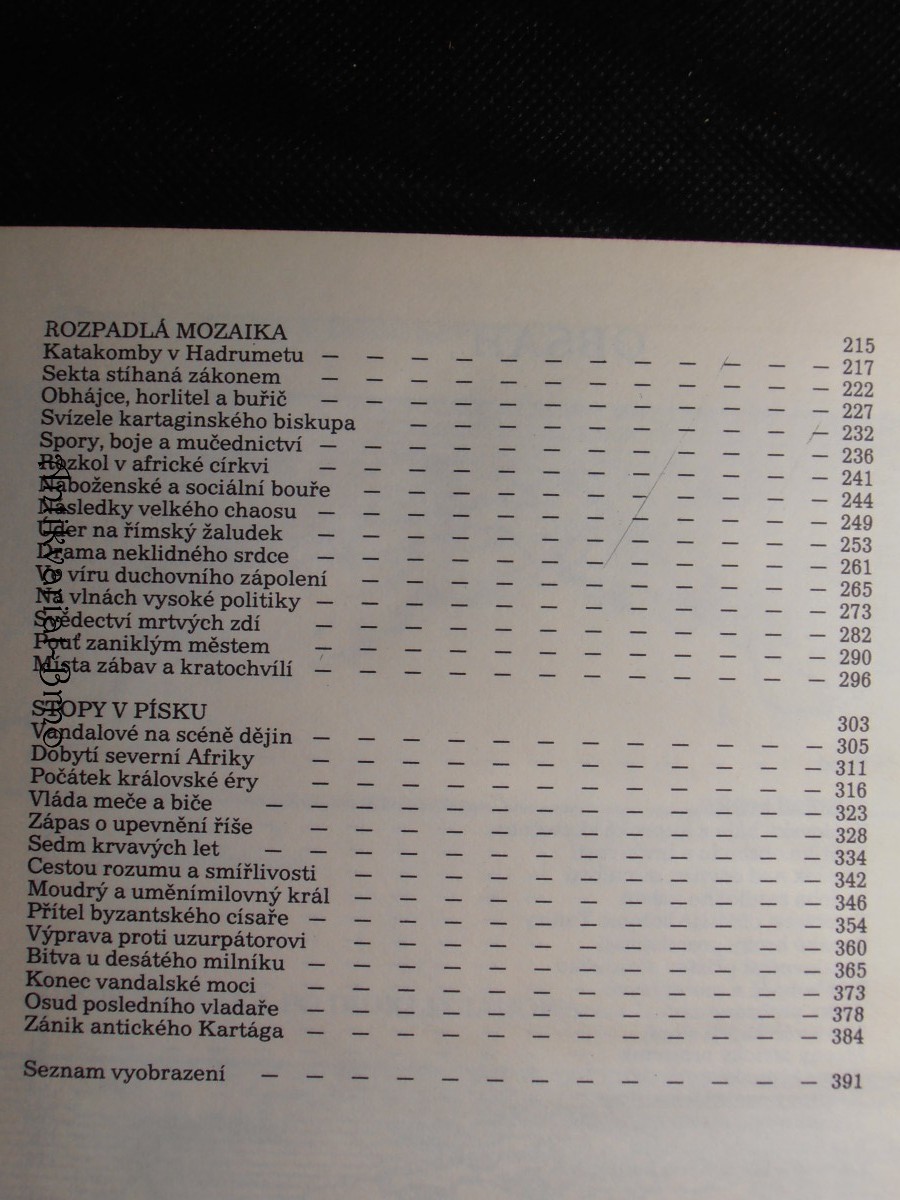 ROZPADLÁ MOZAIKA 215
Katakomby v Hadrumetu — — — — — — — — — — — — 217
Sekta stíhaná zákonem — — — — — — — — — — — — 222
Obhájce, horlitel a buřič — — — — — — — — — — — — 227
Svízele kartaginského biskupa — — — — — — — — — — 232
Spory, boje a mučednictví — — — — — — — — — — — — 236
Rozkol v africké církvi — — — — — — — — — — — — 241
Náboženské a sociální bouře — — — — — — — — — — — 244
Následky velkého chaosu — — — — — — — — — — — — 249
Úder na římský žaludek — — — — — — — — — — — — 253
Drama neklidného srdce — — — — — — — — — — — — 261
Ve víru duchovního zápolení — — — — — — — — — — — 265
Na vlnách vysoké politiky — — — — — — — — — — — — 273
Svědectví mrtvých zdí — — — — — — — — — — — — 282
Pouť zaniklým městem — — — — — — — — — — — — 290
Místa zábav a kratochvílí — — — — — — — — — — — — 296
STOPY V PÍSKU 303
Vandalové na scéně dějin — — — — — — — — — — — — 305
Dobytí severní Afriky — — — — — — — — — — — — 311
Počátek královské éry — — — — — — — — — — — — 316
Vláda meče a biče — — — — — — — — — — — — — 323
Zápas o upevnění říše — — — — — — — — — — — — 328
Sedm krvavých let — — — — — — — — — — — — — 334
Cestou rozumu a smířlivosti — — — — — — — — — — — 342
Moudrý a uměnímilovný král — — — — — — — — — — — 346
Přítel byzantského císaře — — — — — — — — — — — — 354
Výprava proti uzurpátorovi — — — — — — — — — — — 360
Bitva u desátého milníku — — — — — — — — — — — — 365
Konec vandalské moci — — — — — — — — — — — — 373
Osud posledního vladaře — — — — — — — — — — — — 378
Zánik antického Kartága — — — — — — — — — — — — 384
Seznam vyobrazení — — — — — — — — — — — — — 391
Antikvariat-Brno©